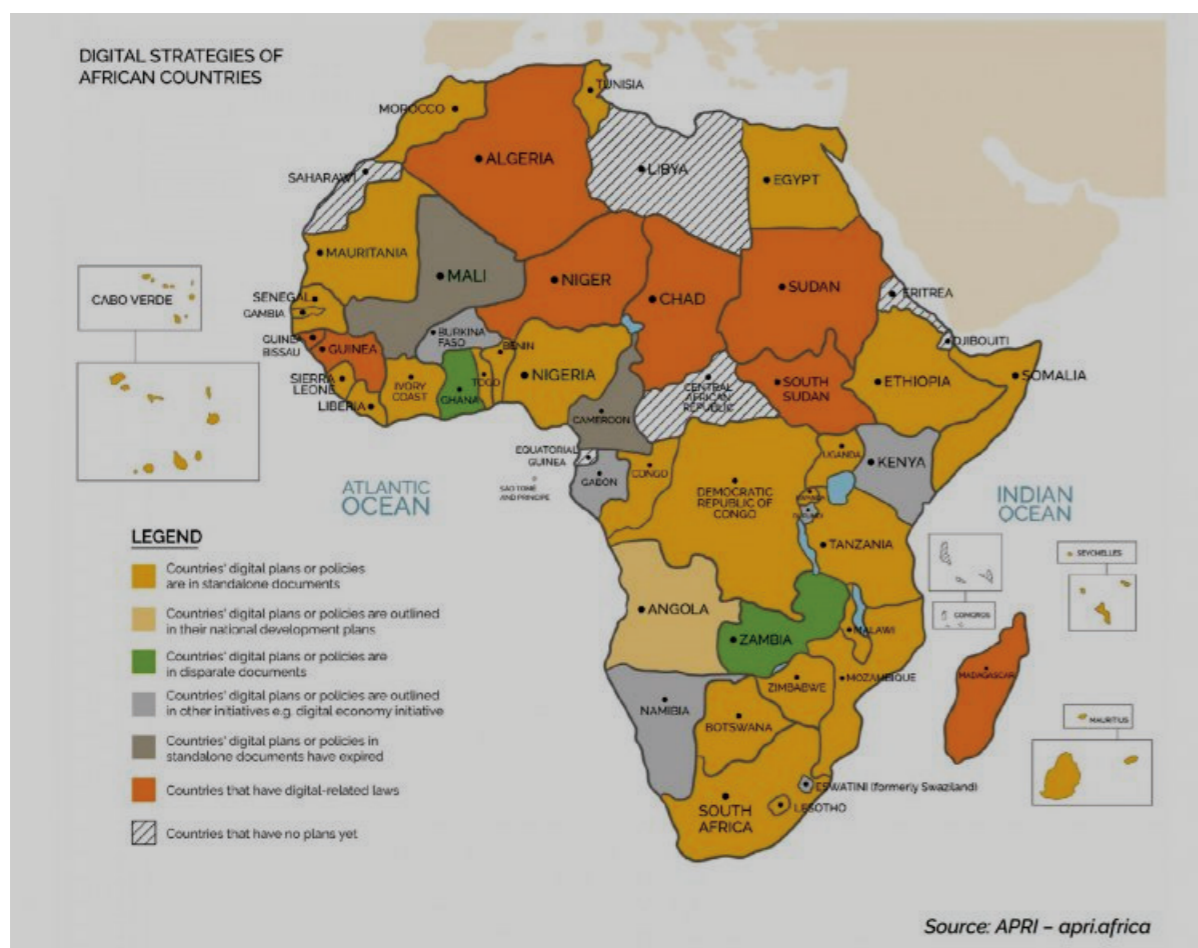 DIGITAL STRATEGIES OF
AFRICAN COUNTRIES
TUNISIA
MOROCCO
ALGERIA
LIBYA
EGYPT
SAHARAWI
MAURITANIA
MALI
NIGER
CHAD
SUDAN
ERITREA
CABO VERDE
SENEGAL
GAMBIA
GUINEA
BISSAU
GUINEA
BURKINA
FASO
BENIN
DJIBOUTI
SIERRA
LEONE
LIBERIA
IVORY
COAST
GHANA
TOGO
NIGERIA
CENTRAL
AFRICAN
REPUBLIC
SOUTH
SUDAN
ETHIOPIA
SOMALIA
CAMEROON
EQUATORIAL
GUINEA
SAO TOME
AND PRINCIPE
GABON
CONGO
DEMOCRATIC
REPUBLIC OF
CONGO
UGANDA
KENYA
ATLANTIC
OCEAN
INDIAN
OCEAN
TANZANIA
SEYCHELLES
COMOROS
ANGOLA
ZAMBIA
MALAWI
MOZAMBIQUE
MADAGASCAR
ZIMBABWE
NAMIBIA
BOTSWANA
MAURITIUS
ESWATINI (formerly Swaziland)
LESOTHO
SOUTH
AFRICA
LEGEND
Countries' digital plans or policies
are in standalone documents
Countries' digital plans or policies are outlined
in their national development plans
Countries' digital plans or policies are
in disparate documents
Countries' digital plans or policies are outlined
in other initiatives e.g. digital economy initiative
Countries' digital plans or policies in
standalone documents have expired
Countries that have digital-related laws
Countries that have no plans yet
Source: APRI – apri.africa